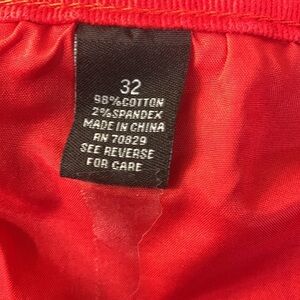 32
98%COTTON
2%SPANDEX
MADE IN CHINA
RN 70829
SEE REVERSE
FOR CARE